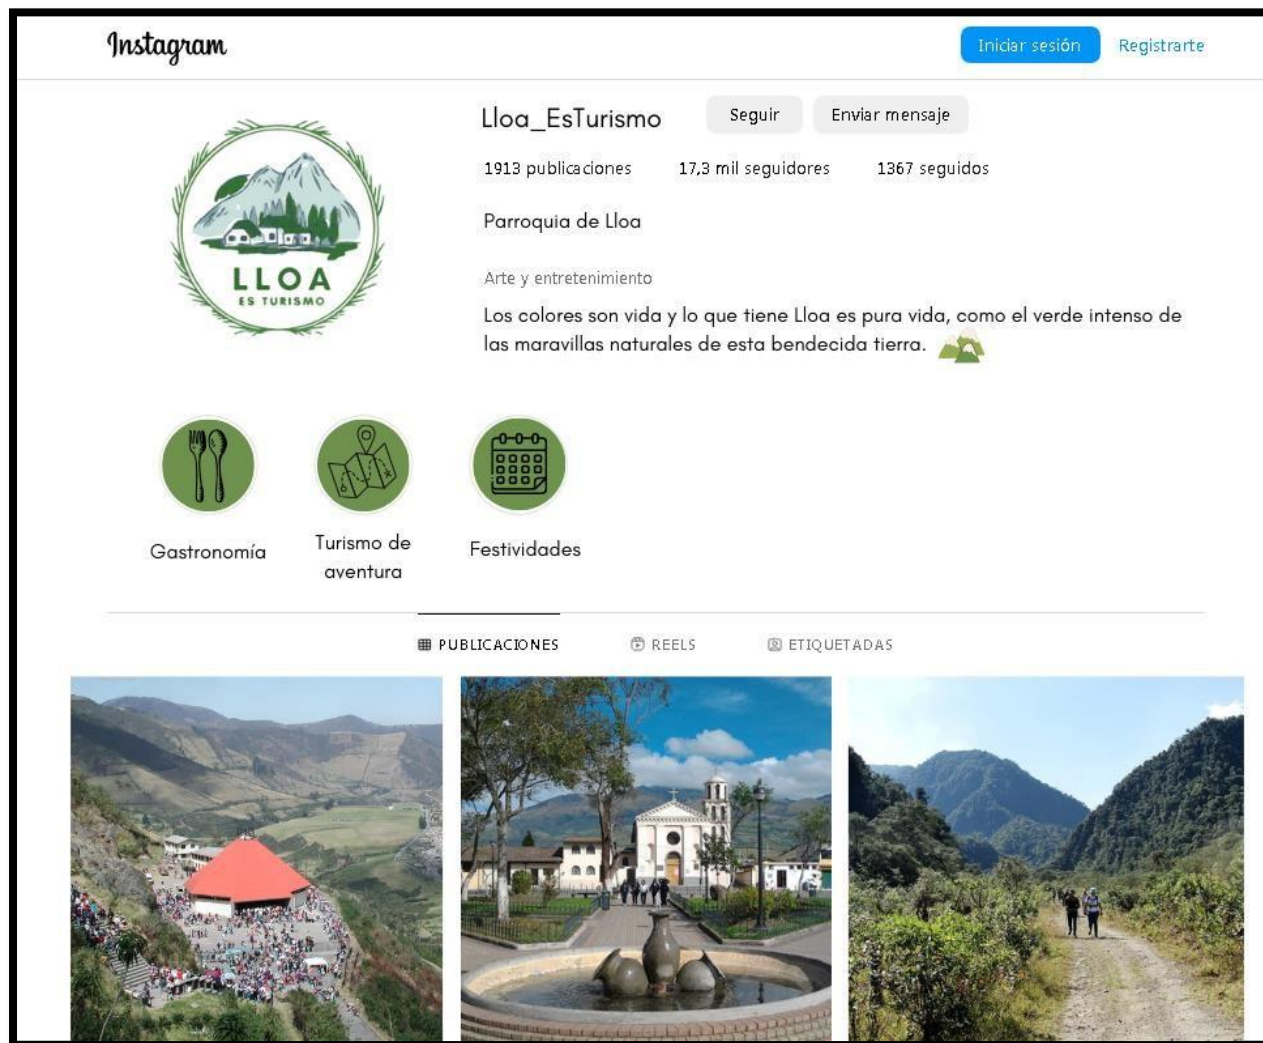 Instagram
Iniciar sesión
Registrarte
Lloa_EsTurismo
Seguir
Enviar mensaje
1913 publicaciones
17,3 mil seguidores
1367 seguidos
Parroquia de Lloa
Arte y entretenimiento
Los colores son vida y lo que tiene Lloa es pura vida, como el verde intenso de
las maravillas naturales de esta bendecida tierra.
LLOA
ES TURISMO
Gastronomía
Turismo de
aventura
Festividades
PUBLICACIONES
REELS
ETIQUETADAS